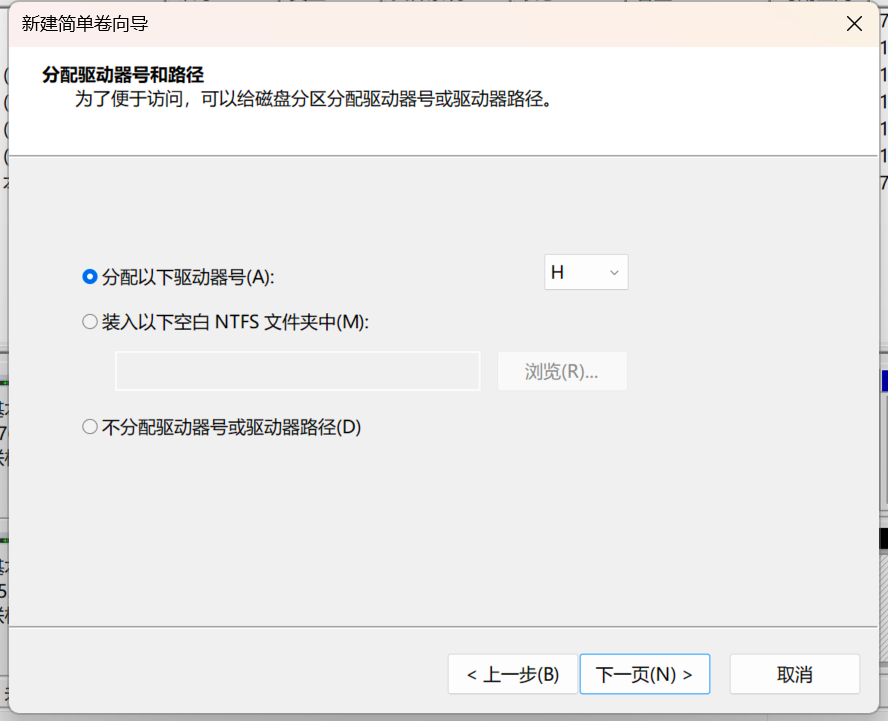 新建简单卷向导
分配驱动器号和路径
为了便于访问，可以给磁盘分区分配驱动器号或驱动器路径。
分配以下驱动器号(A):
H
装入以下空白 NTFS 文件夹中(M):
浏览(R)...
不分配驱动器号或驱动器路径(D)
< 上一步(B)
下一页(N) >
取消